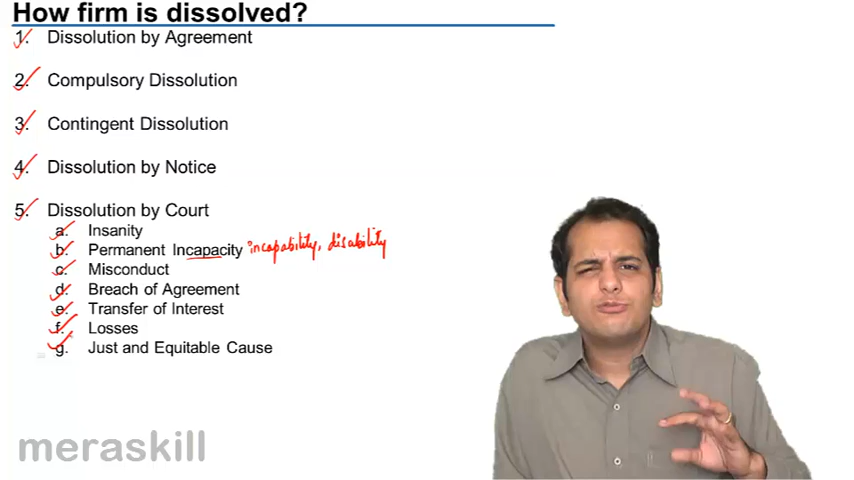 How firm is dissolved?
1. Dissolution by Agreement
2. Compulsory Dissolution
3. Contingent Dissolution
4. Dissolution by Notice
5. Dissolution by Court
a. Insanity
b. Permanent Incapacity incapability, disability
c. Misconduct
d. Breach of Agreement
e. Transfer of Interest
f. Losses
g. Just and Equitable Cause
meraskill